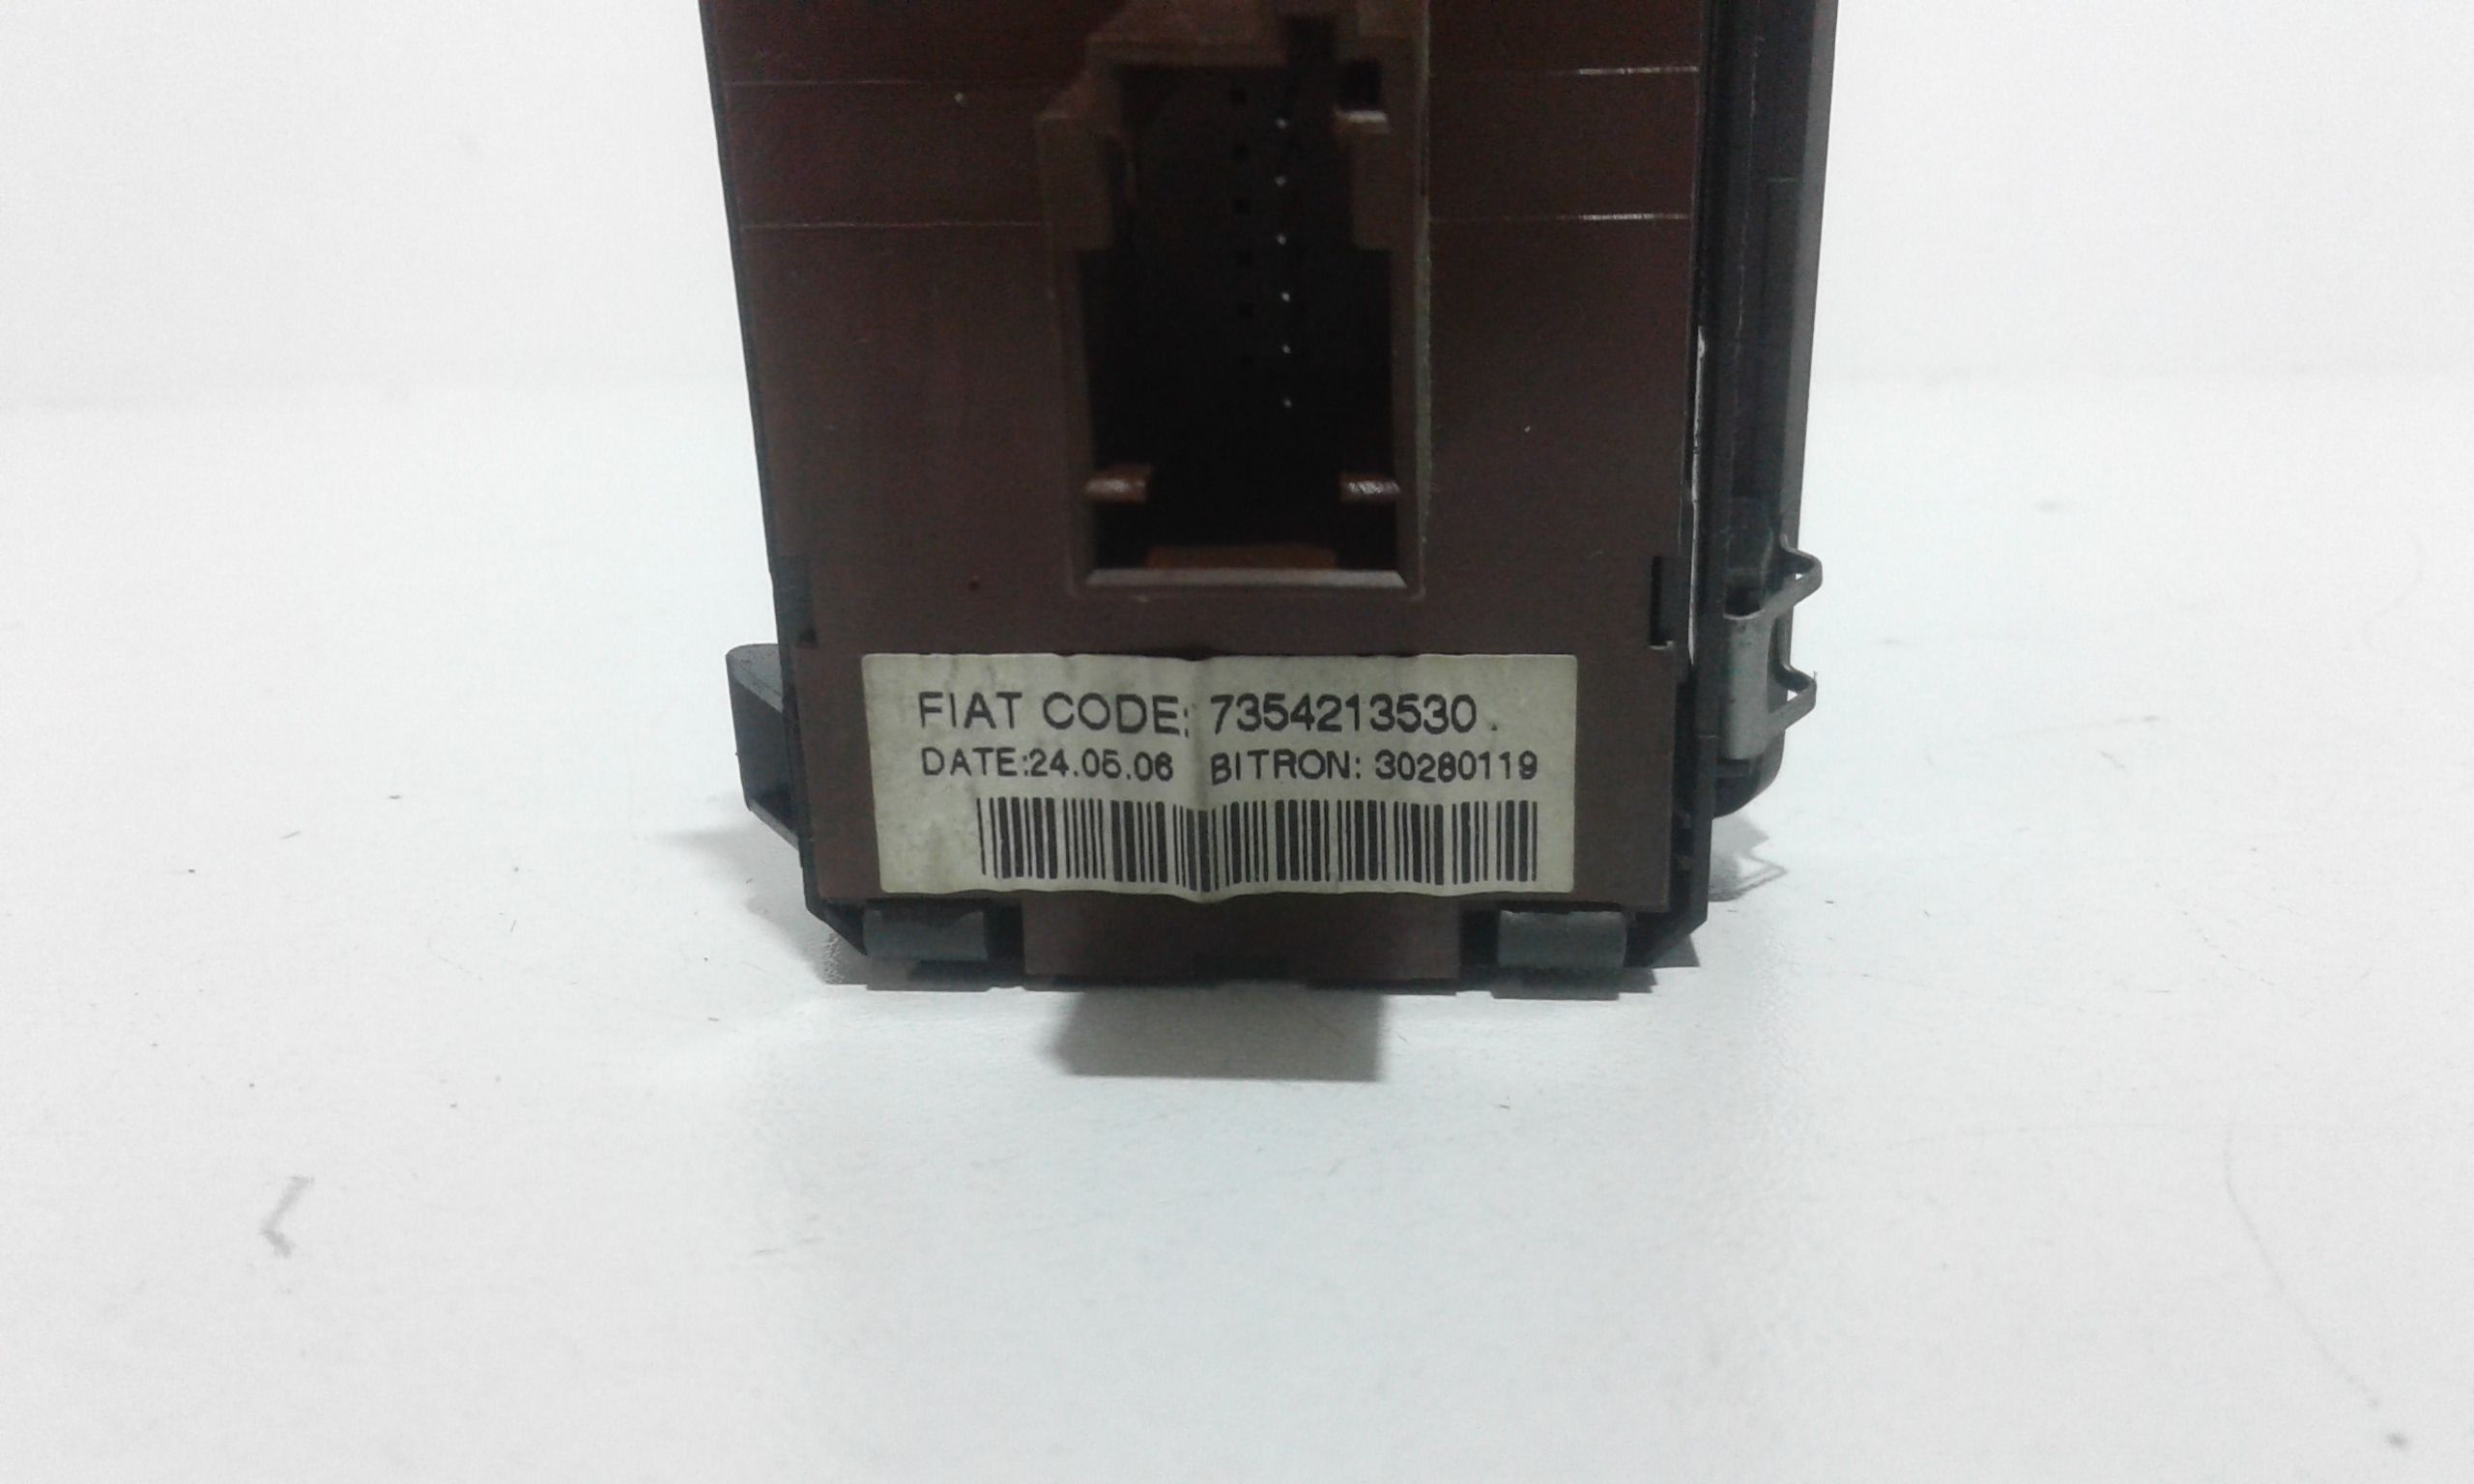 FIAT CODE: 7354213530.
DATE:24.05.06 BITRON: 30280119